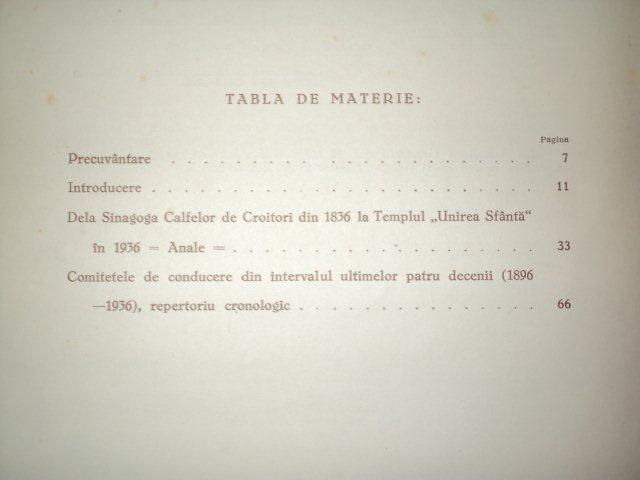 TABLA DE MATERIE:
Pagina
Precuvântare . . . . . . . . . . . . . . . . . . . . . . 7
Introducere . . . . . . . . . . . . . . . . . . . . . . . 11
Dela Sinagoga Calfelor de Croitori din 1836 la Templul „Unirea Sfântă“
în 1936 = Anale = . . . . . . . . . . . . . . . . . . . 33
Comitetele de conducere din intervalul ultimelor patru decenii (1896
—1936), repertoriu cronologic . . . . . . . . . . . . . . . 66